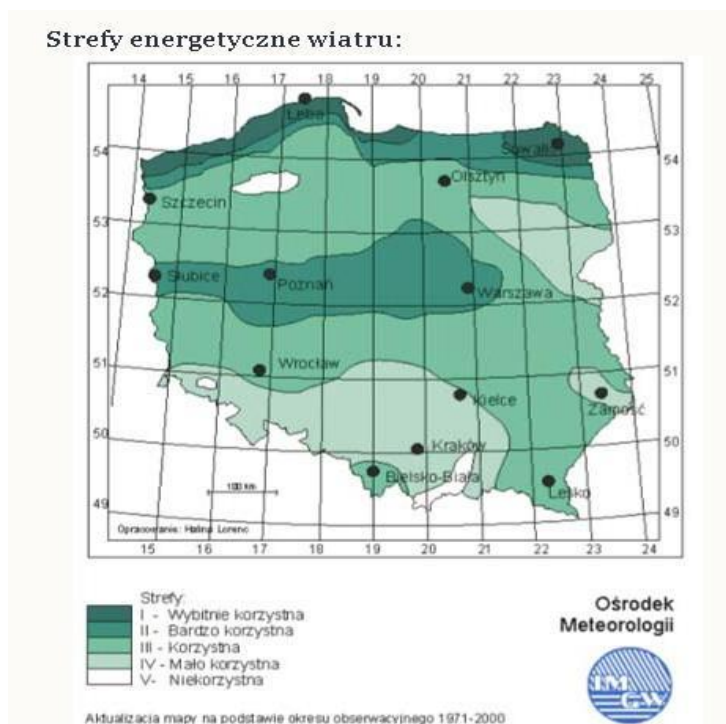 Strefy energetyczne wiatru:
14 15 16 17 18 19 20 21 22 23 24 25
Łeba
54 Suwałki 54
Olsztyn
Szczecin
53 53
Słubice Poznań
52 Warszawa 52
51 Wrocław 51
Kielce
Zamość
50 Kraków 50
Bielsko-Biała
Lesko
100 km
49 49
Opracowanie: Halina Lorenc
15 16 17 18 19 20 21 22 23 24
Strefy:
I - Wybitnie korzystna
II - Bardzo korzystna
III - Korzystna
IV - Mało korzystna
V- Niekorzystna
Ośrodek
Meteorologii
IM
GW
Aktualizacja mapy na podstawie okresu obserwacyjnego 1971-2000